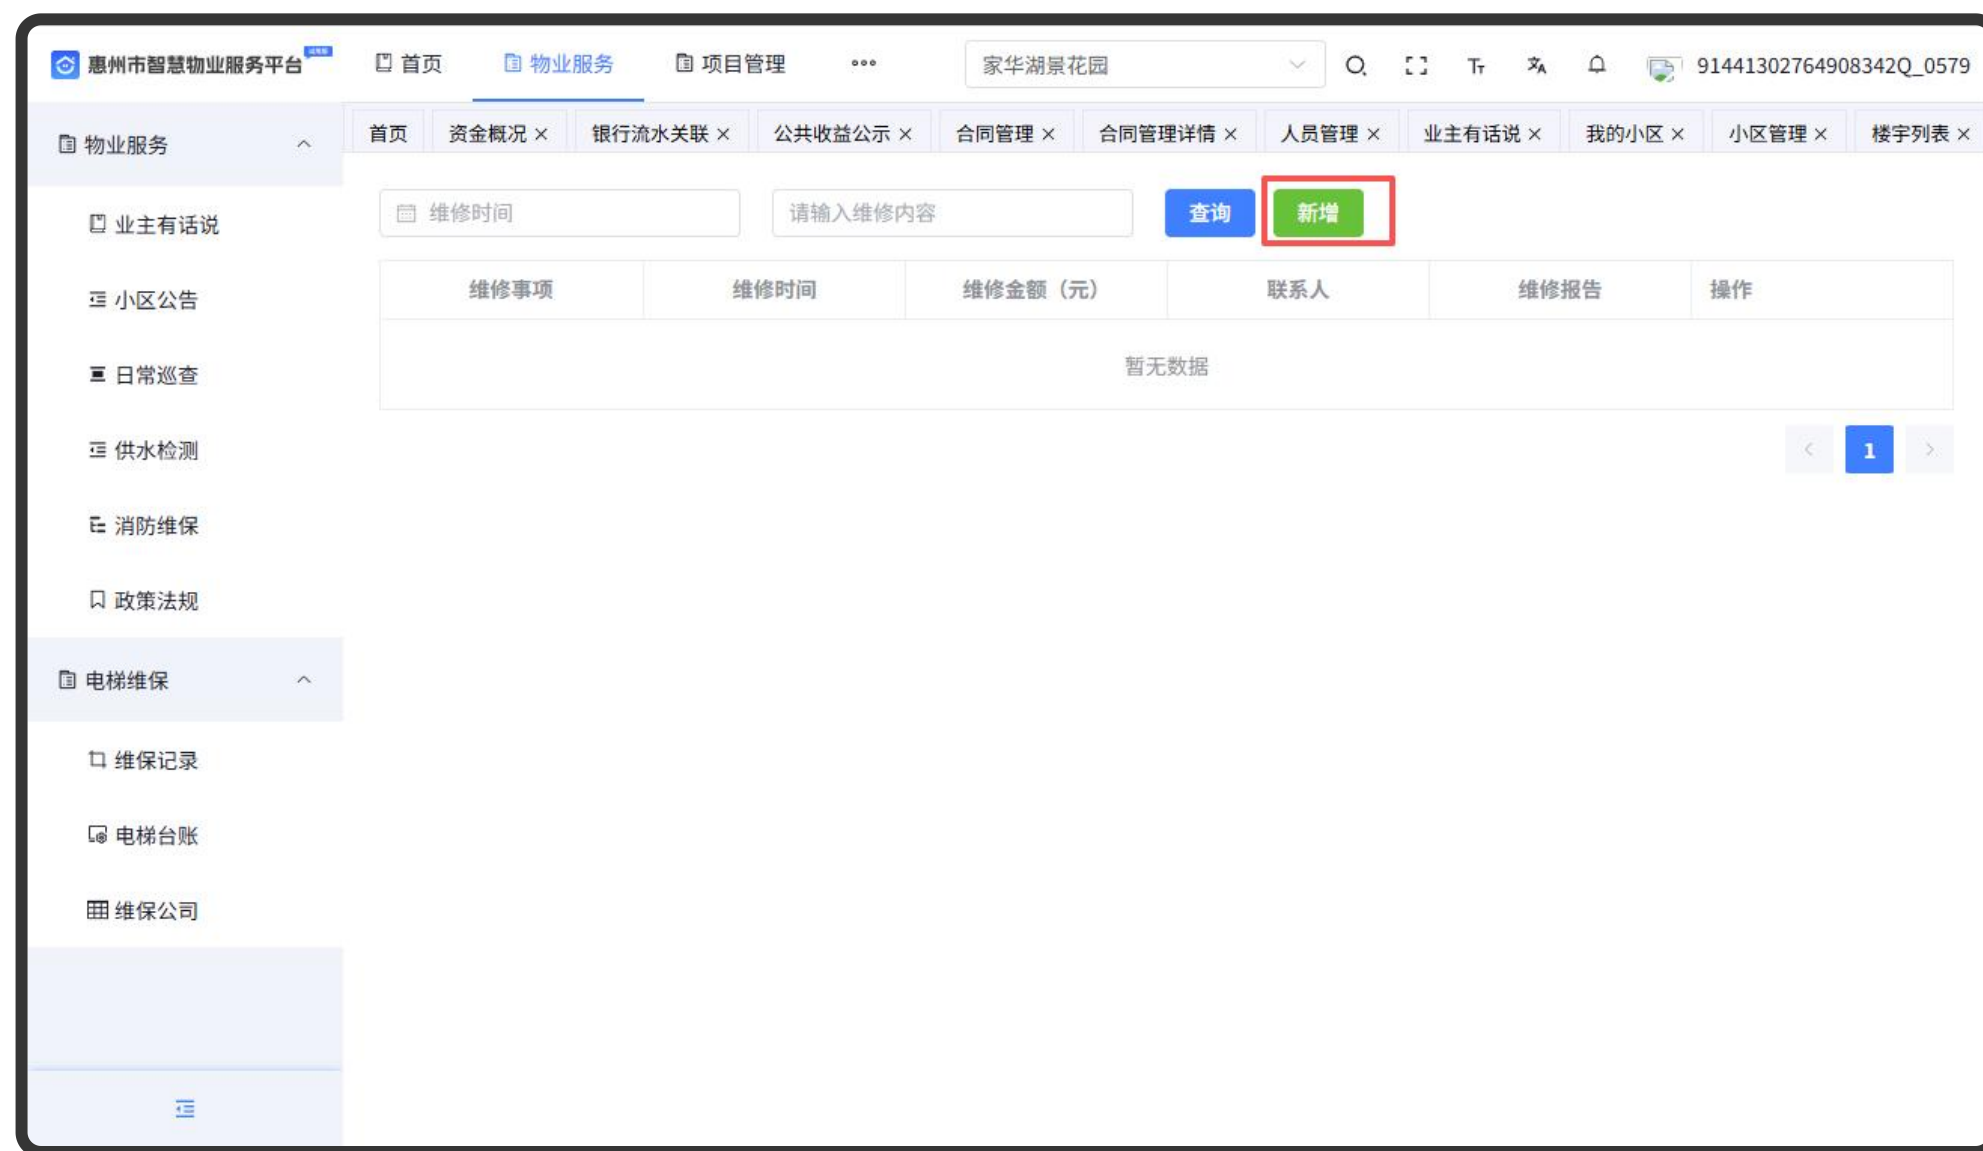 惠州市智慧物业服务平台
首页 物业服务 项目管理 家华湖景花园 91441302764908342Q_0579
首页 资金概况 × 银行流水关联 × 公共收益公示 × 合同管理 × 合同管理详情 × 人员管理 × 业主有话说 × 我的小区 × 小区管理 × 楼宇列表 ×
物业服务
业主有话说
小区公告
日常巡查
供水检测
消防维保
政策法规
电梯维保
维保记录
电梯台账
维保公司
维修时间 请输入维修内容 查询 新增
维修事项 维修时间 维修金额（元） 联系人 维修报告 操作
暂无数据
1